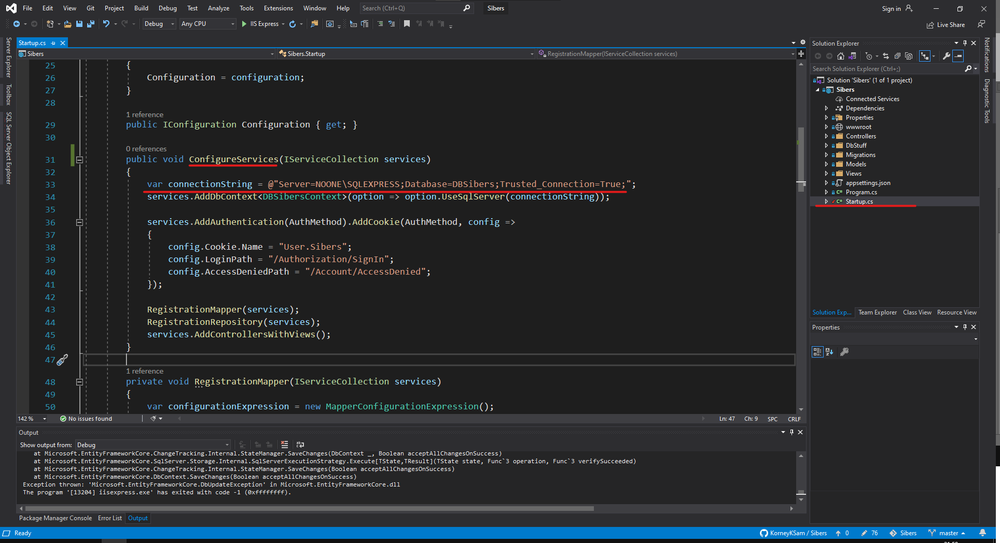 File Edit View Git Project Build Debug Test Analyze Tools Extensions Window Help Search (Ctrl+Q) Sibers Sign in
Debug Any CPU IIS Express Live Share
Startup.cs
Sibers Sibers.Startup RegistrationMapper(IServiceCollection services)
Server Explorer
Toolbox
SQL Server Object Explorer
25 {
26 Configuration = configuration;
27 }
28
1 reference
29 public IConfiguration Configuration { get; }
30
0 references
31 public void ConfigureServices(IServiceCollection services)
32 {
33 var connectionString = @"Server=NOONE\SQLEXPRESS;Database=DBSibers;Trusted_Connection=True;";
34 services.AddDbContext<DBSibersContext>(option => option.UseSqlServer(connectionString));
35
36 services.AddAuthentication(AuthMethod).AddCookie(AuthMethod, config =>
37 {
38 config.Cookie.Name = "User.Sibers";
39 config.LoginPath = "/Authorization/SignIn";
40 config.AccessDeniedPath = "/Account/AccessDenied";
41 });
42
43 RegistrationMapper(services);
44 RegistrationRepository(services);
45 services.AddControllersWithViews();
46 }
47
1 reference
48 private void RegistrationMapper(IServiceCollection services)
49 {
50 var configurationExpression = new MapperConfigurationExpression();
142 % No issues found Ln: 47 Ch: 9 SPC CRLF
Output
Show output from: Debug
at Microsoft.EntityFrameworkCore.ChangeTracking.Internal.StateManager.SaveChanges(DbContext _, Boolean acceptAllChangesOnSuccess)
at Microsoft.EntityFrameworkCore.SqlServer.Storage.Internal.SqlServerExecutionStrategy.Execute[TState,TResult](TState state, Func`3 operation, Func`3 verifySucceeded)
at Microsoft.EntityFrameworkCore.ChangeTracking.Internal.StateManager.SaveChanges(Boolean acceptAllChangesOnSuccess)
at Microsoft.EntityFrameworkCore.DbContext.SaveChanges(Boolean acceptAllChangesOnSuccess)
Exception thrown: 'Microsoft.EntityFrameworkCore.DbUpdateException' in Microsoft.EntityFrameworkCore.dll
The program '[13204] iisexpress.exe' has exited with code -1 (0xffffffff).
Package Manager Console Error List Output
Solution Explorer
Search Solution Explorer (Ctrl+;)
Solution 'Sibers' (1 of 1 project)
Sibers
Connected Services
Dependencies
Properties
wwwroot
Controllers
DbStuff
Migrations
Models
Views
appsettings.json
C# Program.cs
C# Startup.cs
Solution Exp... Team Explorer Class View Resource View
Properties
Notifications
Diagnostic Tools
Ready KorneyKSam / Sibers 0 76 Sibers master